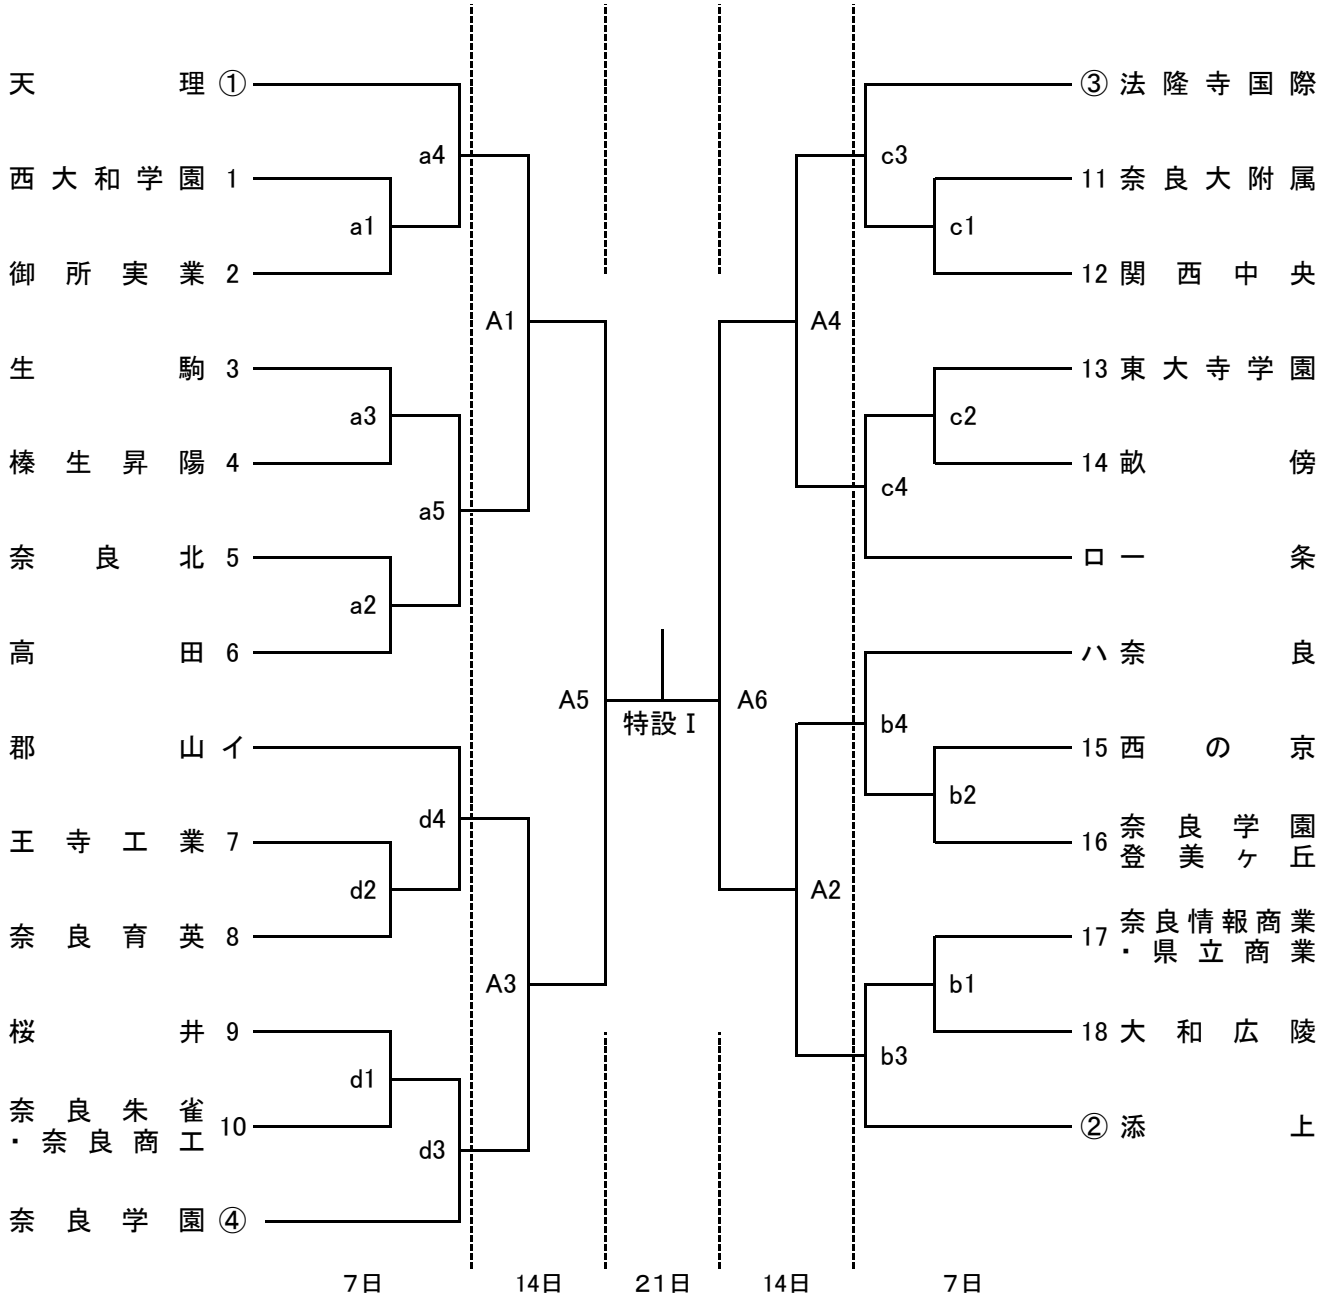 天理 ①
西大和学園 1
御所実業 2
生駒 3
榛生昇陽 4
奈良北 5
高田 6
郡山 イ
王寺工業 7
奈良育英 8
桜井 9
奈良朱雀
・奈良商工 10
奈良学園 ④
a4
a1
a3
a5
a2
d4
d2
d1
d3
A1
A3
A5
特設Ⅰ
A6
A4
A2
c3
c1
c2
c4
b4
b2
b1
b3
③ 法隆寺国際
11 奈良大附属
12 関西中央
13 東大寺学園
14 畝傍
ロ 一条
ハ 奈良
15 西の京
16 奈良学園
登美ヶ丘
17 奈良情報商業
・県立商業
18 大和広陵
② 添上
7日
14日
21日
14日
7日